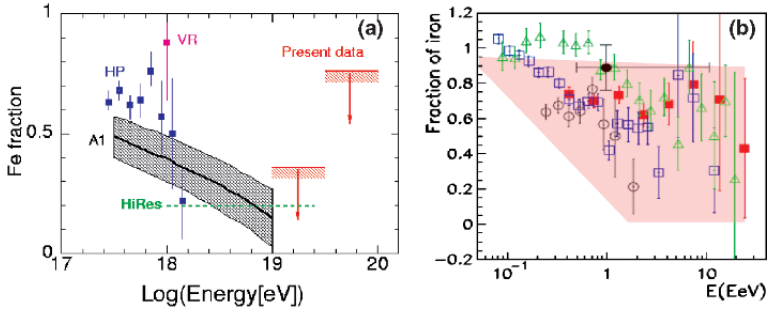 (a)
VR
HP
Present data
A1
HiRes
Fe fraction
1
0.5
0
17
18
19
20
Log(Energy[eV])
(b)
Fraction of iron
1.2
1
0.8
0.6
0.4
0.2
0
-0.2
10⁻¹
1
10
E(EeV)